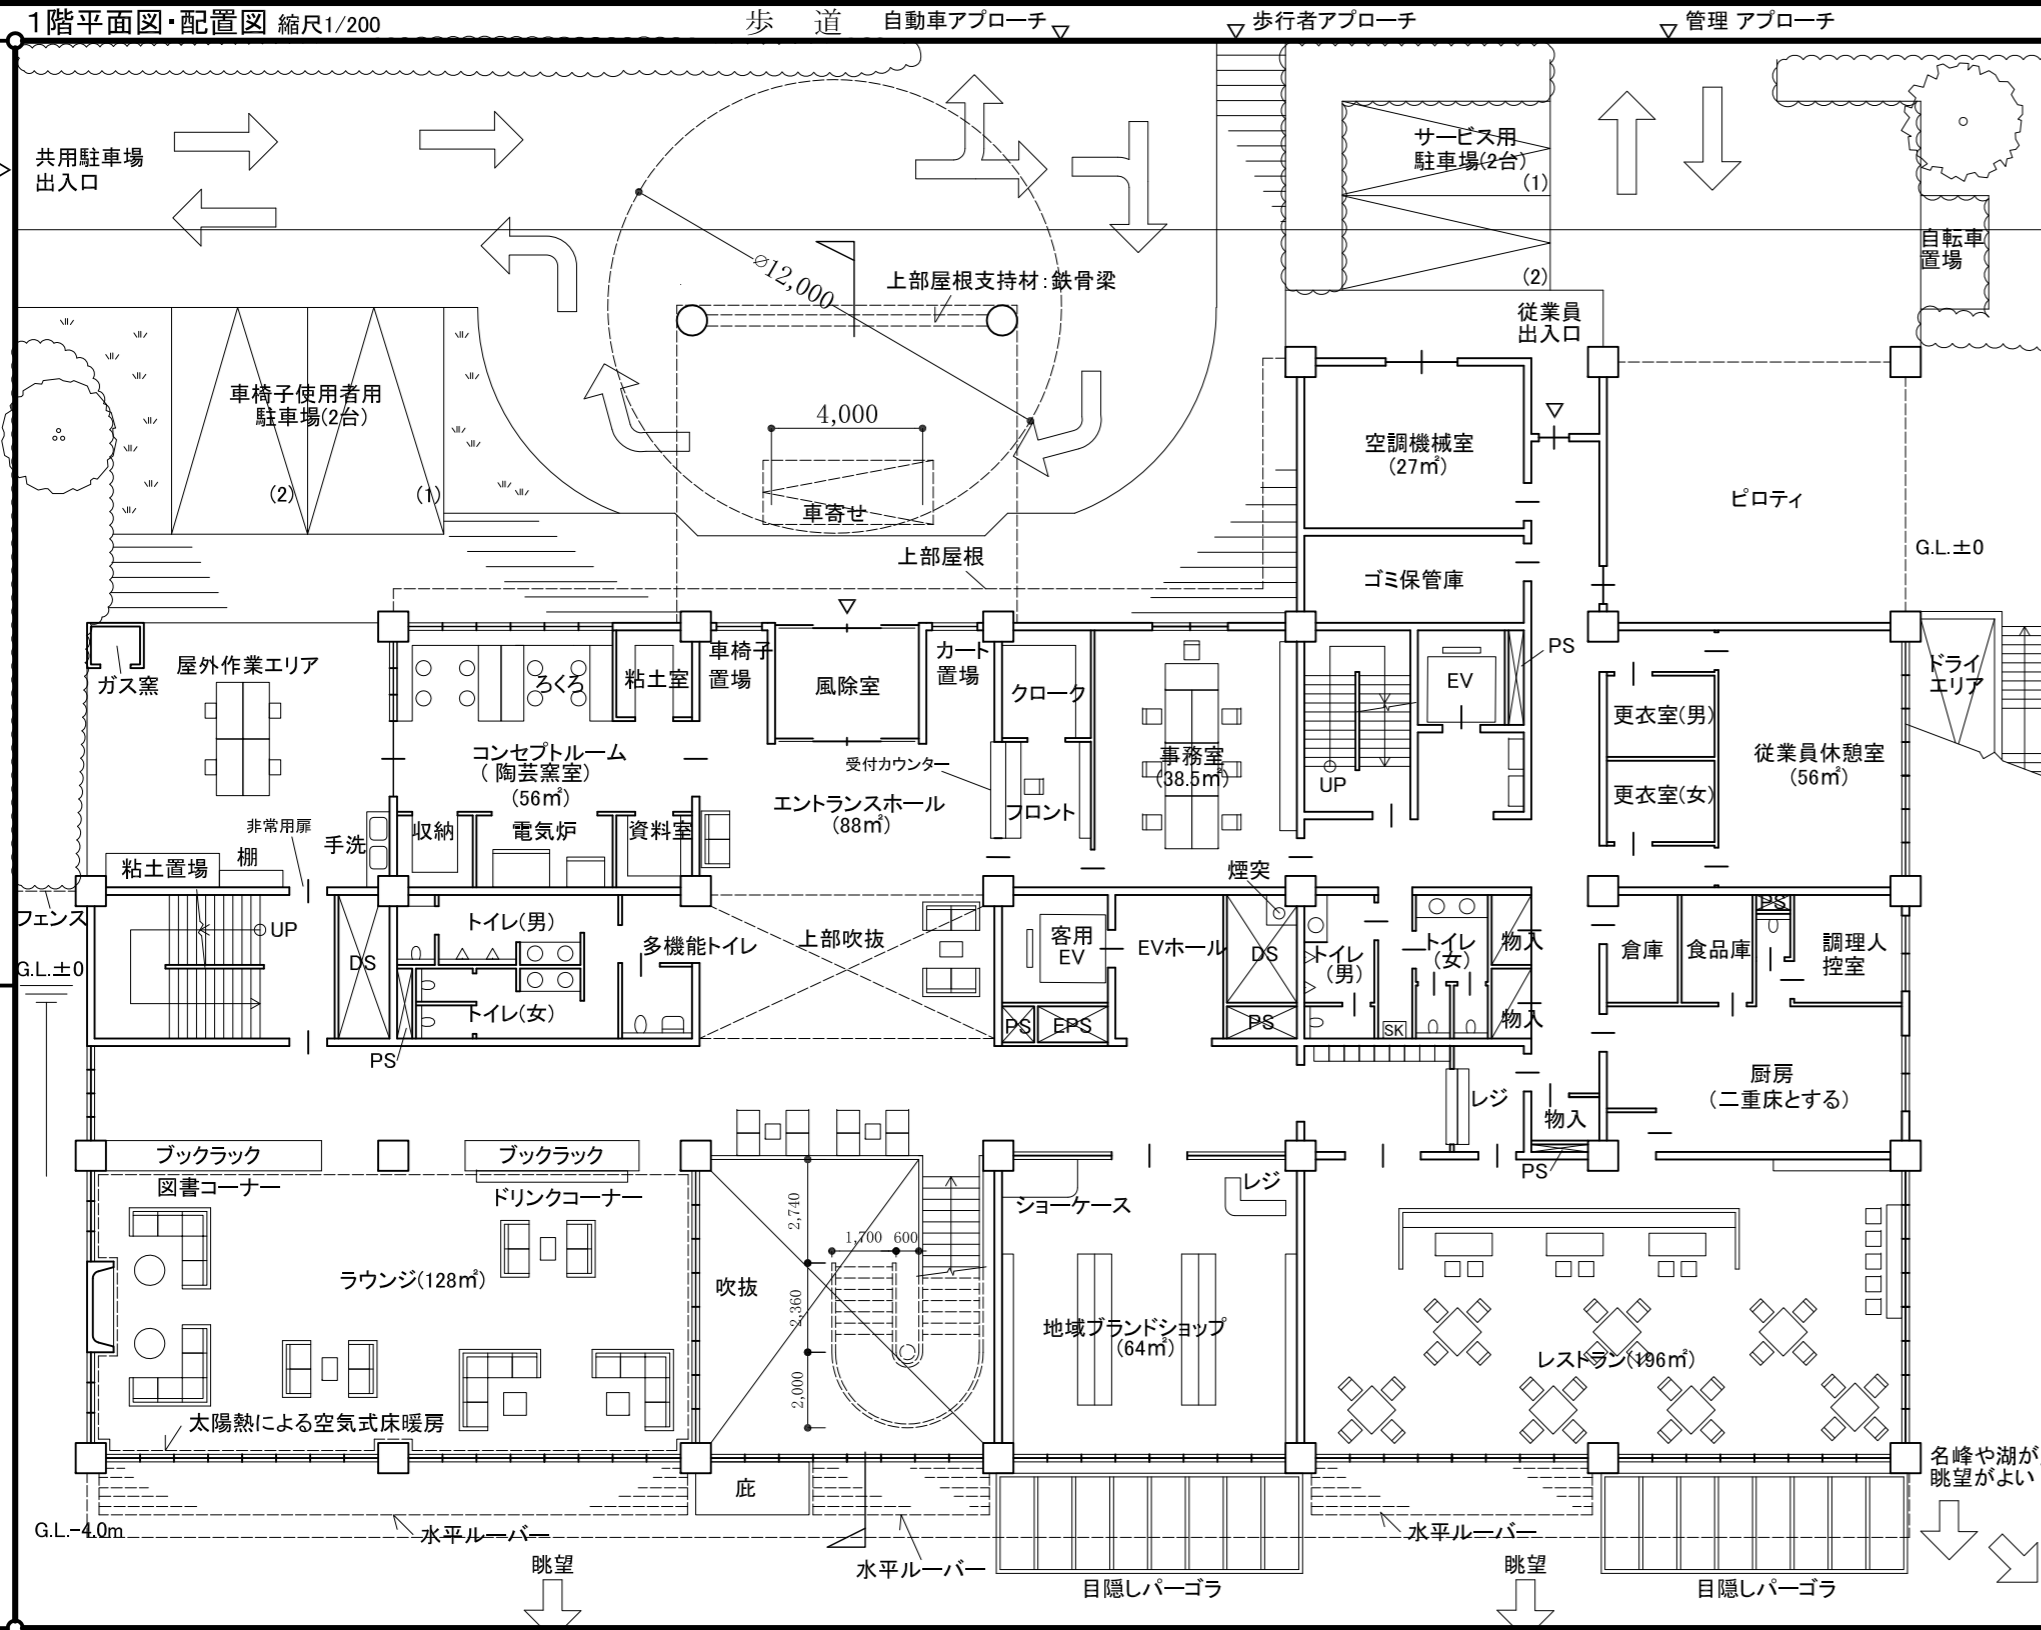 1階平面図・配置図 縮尺1/200
歩 道
自動車アプローチ
歩行者アプローチ
管理 アプローチ
共用駐車場
出入口
サービス用
駐車場(2台)
(1)
(2)
自転車
置場
⌀12,000
上部屋根支持材:鉄骨梁
従業員
出入口
車椅子使用者用
駐車場(2台)
(2)
(1)
4,000
車寄せ
空調機械室
(27㎡)
ピロティ
上部屋根
ゴミ保管庫
G.L.±0
ガス窯
屋外作業エリア
ろくろ
粘土室
車椅子
置場
風除室
カート
置場
クローク
EV
PS
ドライ
エリア
コンセプトルーム
(陶芸窯室)
(56㎡)
受付カウンター
エントランスホール
(88㎡)
フロント
事務室
(38.5㎡)
UP
更衣室(男)
更衣室(女)
従業員休憩室
(56㎡)
非常用扉
手洗
収納
電気炉
資料室
粘土置場
棚
煙突
フェンス
UP
G.L.±0
DS
トイレ(男)
トイレ(女)
多機能トイレ
PS
上部吹抜
客用
EV
EVホール
DS
PS
EPS
PS
トイレ
(男)
トイレ
(女)
SK
物入
物入
倉庫
食品庫
PS
調理人
控室
レジ
物入
PS
厨房
(二重床とする)
ブックラック
図書コーナー
ブックラック
ドリンクコーナー
ラウンジ(128㎡)
太陽熱による空気式床暖房
吹抜
2,740
1,700
600
2,360
2,000
ショーケース
レジ
地域ブランドショップ
(64㎡)
レストラン(196㎡)
名峰や湖が
眺望がよい
庇
G.L.-4.0m
水平ルーバー
水平ルーバー
水平ルーバー
眺望
眺望
目隠しパーゴラ
目隠しパーゴラ